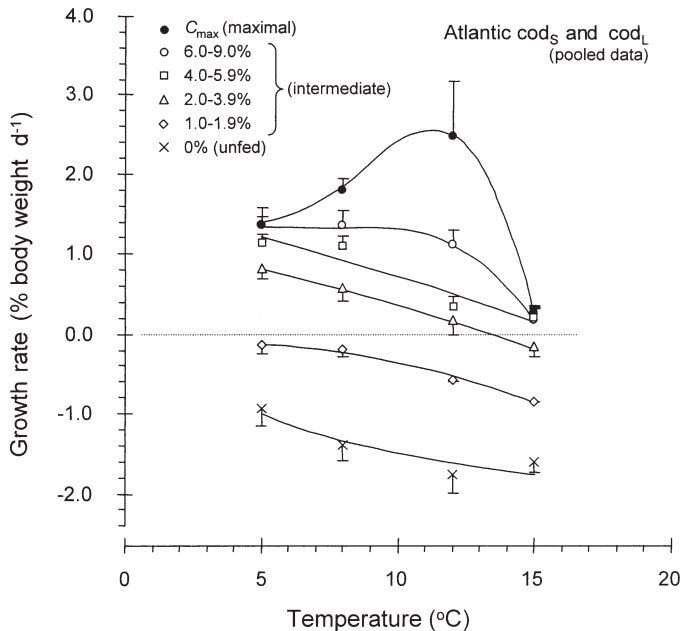 4.0
3.0
2.0
1.0
0.0
-1.0
-2.0
Growth rate (% body weight d-1)
Cmax (maximal)
6.0-9.0%
4.0-5.9%
2.0-3.9%
1.0-1.9%
0% (unfed)
(intermediate)
Atlantic codS and codL
(pooled data)
0 5 10 15 20
Temperature (oC)